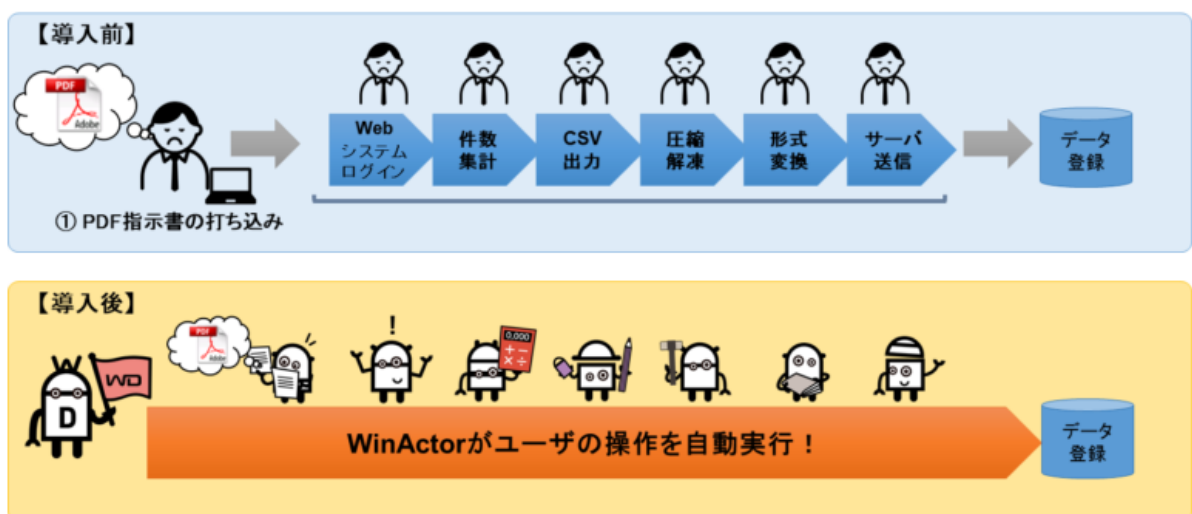 【導入前】
PDF
Adobe
① PDF指示書の打ち込み
Web
システム
ログイン
件数
集計
CSV
出力
圧縮
解凍
形式
変換
サーバ
送信
データ
登録
【導入後】
D
WD
PDF
Adobe
!
0.000
+ −
× ÷
WinActorがユーザの操作を自動実行！
データ
登録